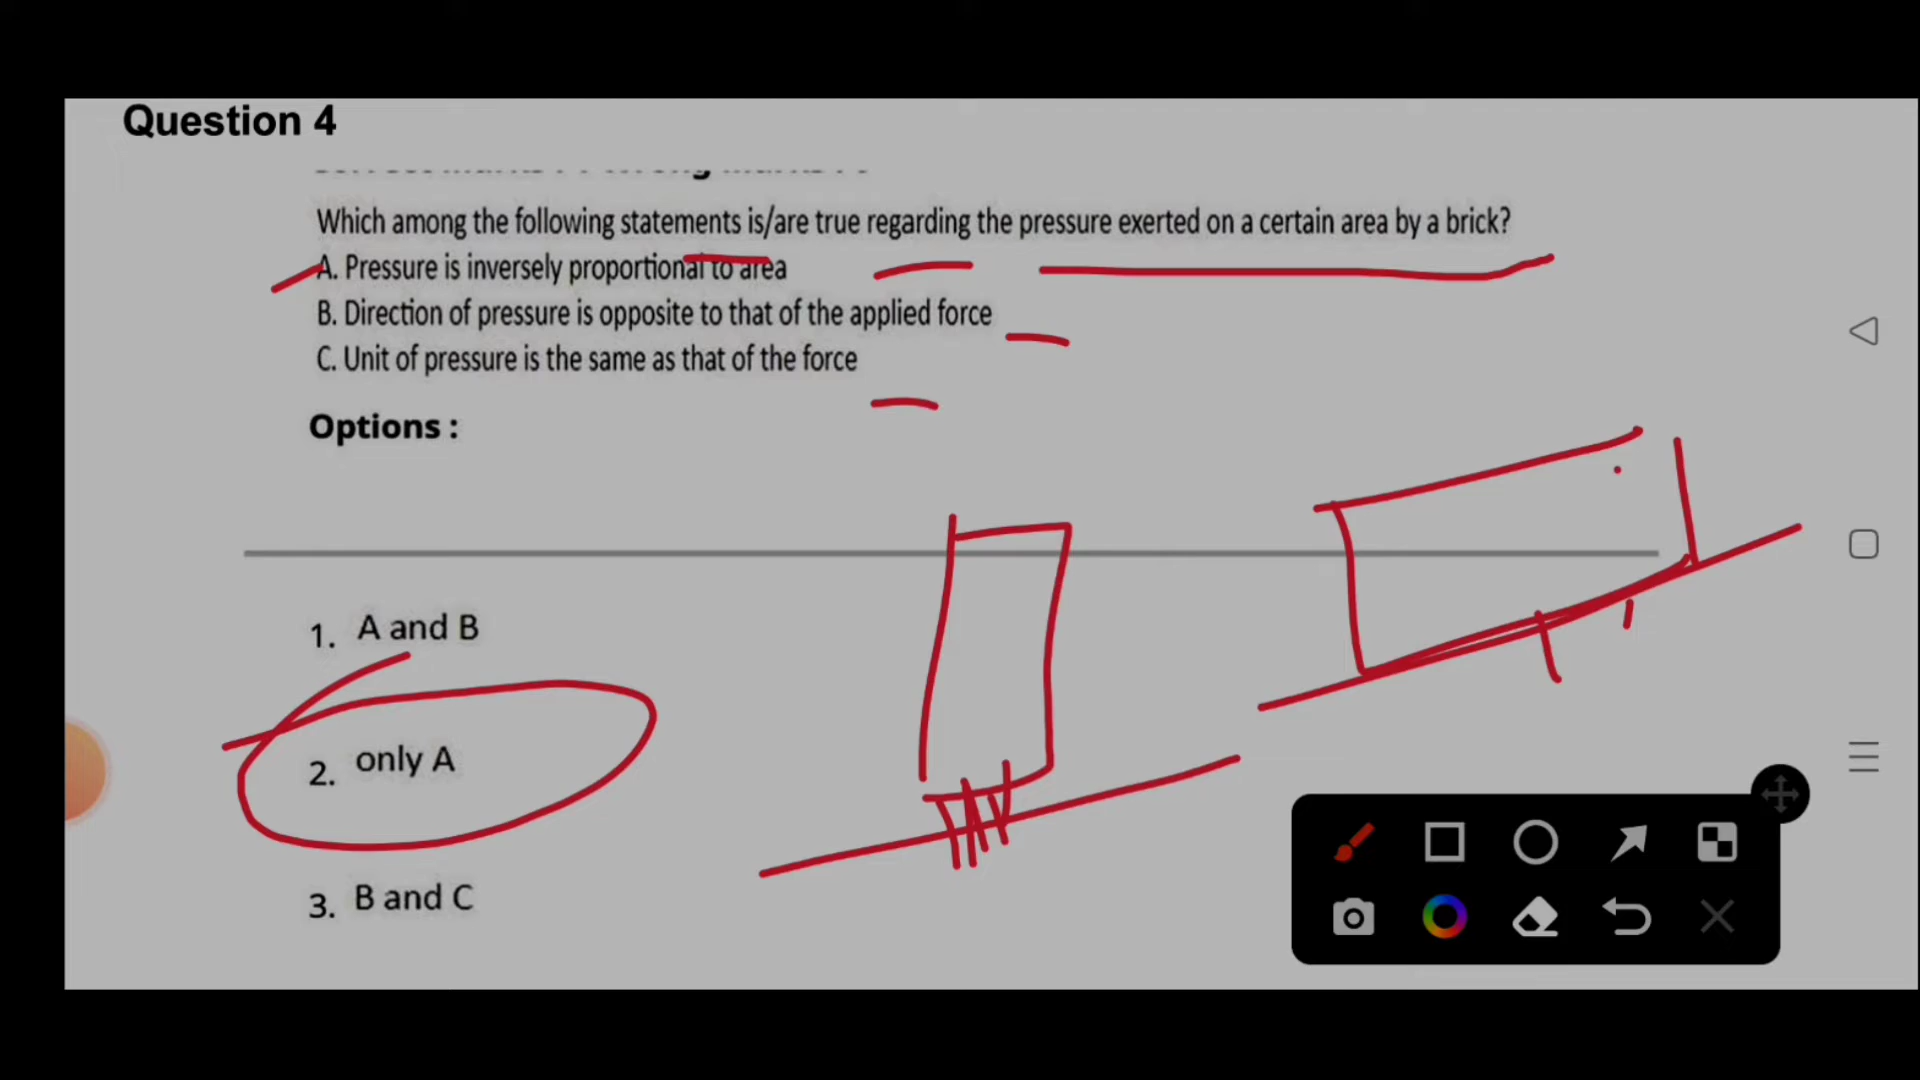 Question 4
Which among the following statements is/are true regarding the pressure exerted on a certain area by a brick?
A. Pressure is inversely proportional to area
B. Direction of pressure is opposite to that of the applied force
C. Unit of pressure is the same as that of the force
Options :
1. A and B
2. only A
3. B and C